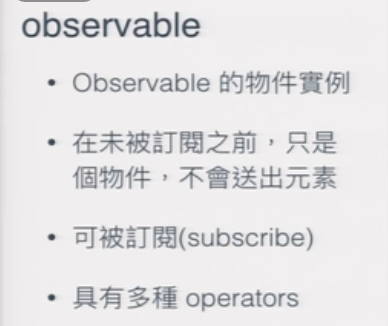 observable
• Observable 的物件實例
• 在未被訂閱之前，只是
個物件，不會送出元素
• 可被訂閱(subscribe)
• 具有多種 operators